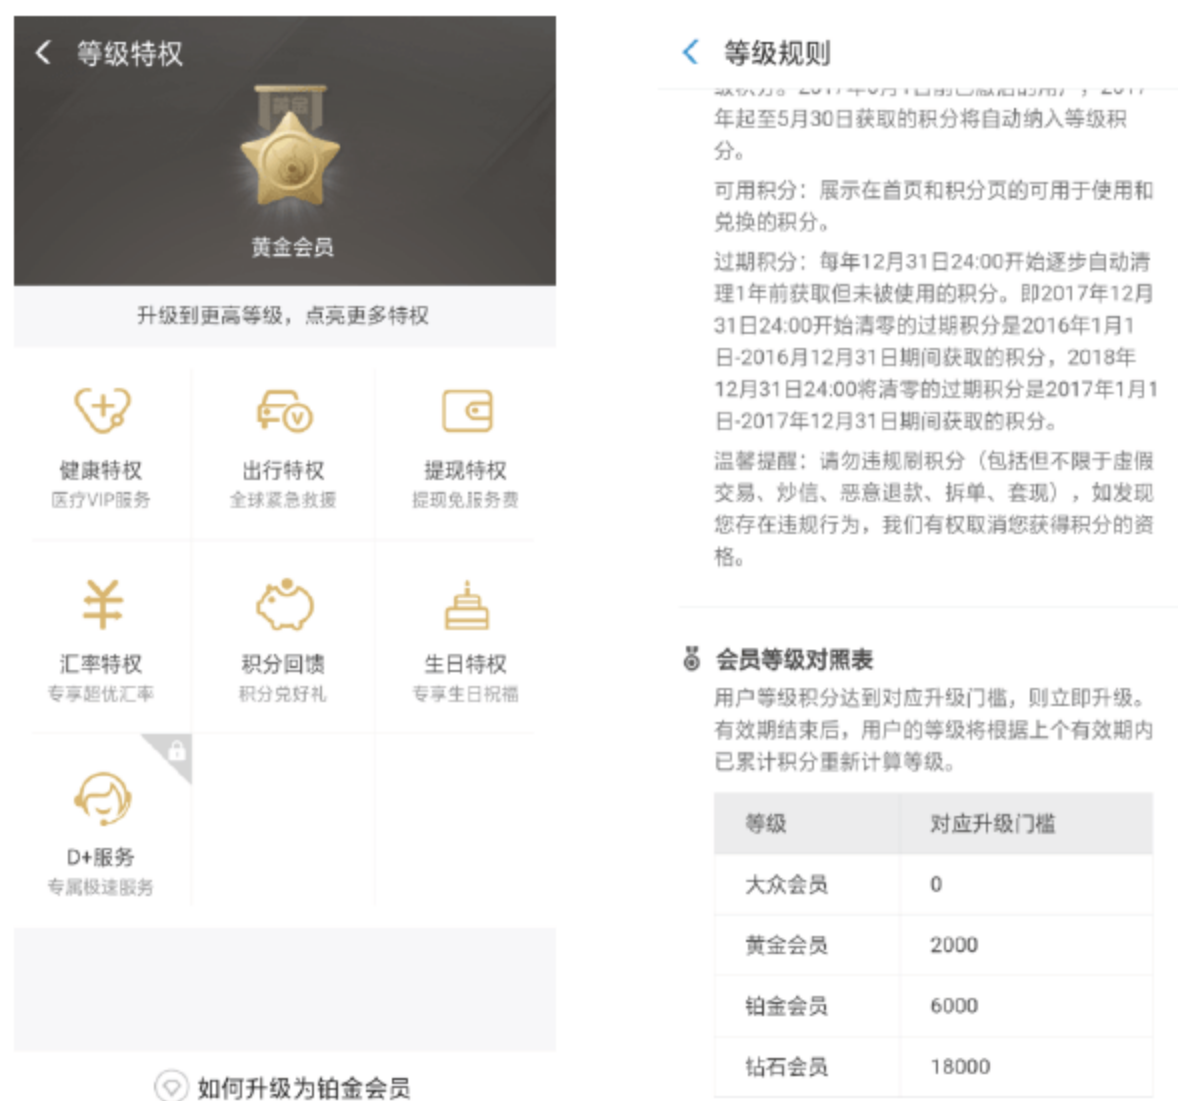 等级特权
黄金会员
升级到更高等级，点亮更多特权
健康特权
医疗VIP服务
出行特权
全球紧急救援
提现特权
提现免服务费
汇率特权
专享超优汇率
积分回馈
积分兑好礼
生日特权
专享生日祝福
D+服务
专属极速服务
如何升级为铂金会员
等级规则
年起至5月30日获取的积分将自动纳入等级积
分。
可用积分：展示在首页和积分页的可用于使用和
兑换的积分。
过期积分：每年12月31日24:00开始逐步自动清
理1年前获取但未被使用的积分。即2017年12月
31日24:00开始清零的过期积分是2016年1月1
日-2016月12月31日期间获取的积分，2018年
12月31日24:00将清零的过期积分是2017年1月1
日-2017年12月31日期间获取的积分。
温馨提醒：请勿违规刷积分（包括但不限于虚假
交易、炒信、恶意退款、拆单、套现），如发现
您存在违规行为，我们有权取消您获得积分的资
格。
会员等级对照表
用户等级积分达到对应升级门槛，则立即升级。
有效期结束后，用户的等级将根据上个有效期内
已累计积分重新计算等级。
等级 对应升级门槛
大众会员 0
黄金会员 2000
铂金会员 6000
钻石会员 18000